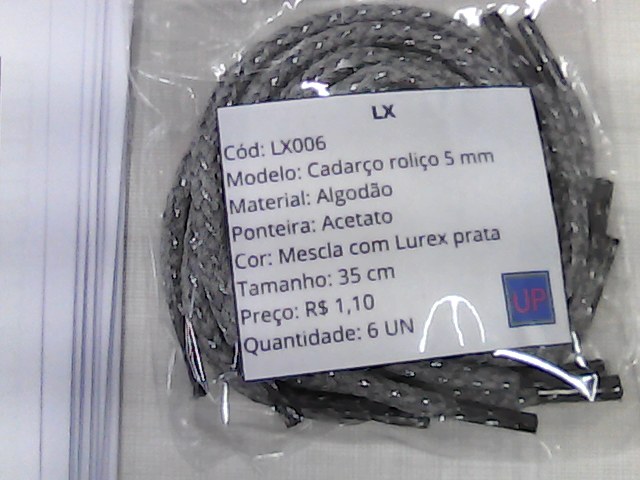 LX
Cód: LX006
Modelo: Cadarço roliço 5 mm
Material: Algodão
Ponteira: Acetato
Cor: Mescla com Lurex prata
Tamanho: 35 cm
Preço: R$ 1,10
Quantidade: 6 UN
UP